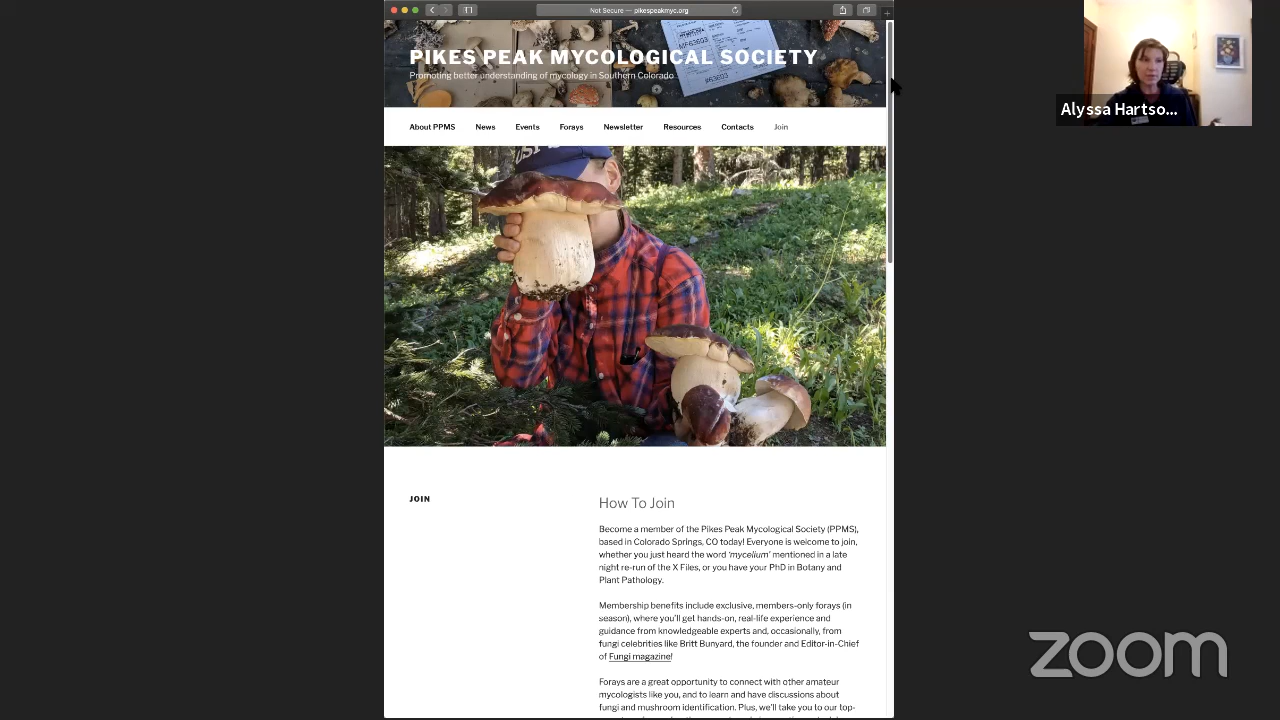 Not Secure — pikespeakmyc.org
PIKES PEAK MYCOLOGICAL SOCIETY
Promoting better understanding of mycology in Southern Colorado
About PPMS News Events Forays Newsletter Resources Contacts Join
Alyssa Hartso...
JOIN
How To Join
Become a member of the Pikes Peak Mycological Society (PPMS),
based in Colorado Springs, CO today! Everyone is welcome to join,
whether you just heard the word ‘mycelium’ mentioned in a late
night re-run of the X Files, or you have your PhD in Botany and
Plant Pathology.
Membership benefits include exclusive, members-only forays (in
season), where you’ll get hands-on, real-life experience and
guidance from knowledgeable experts and, occasionally, from
fungi celebrities like Britt Bunyard, the founder and Editor-in-Chief
of Fungi magazine!
Forays are a great opportunity to connect with other amateur
mycologists like you, and to learn and have discussions about
fungi and mushroom identification. Plus, we’ll take you to our top-
zoom